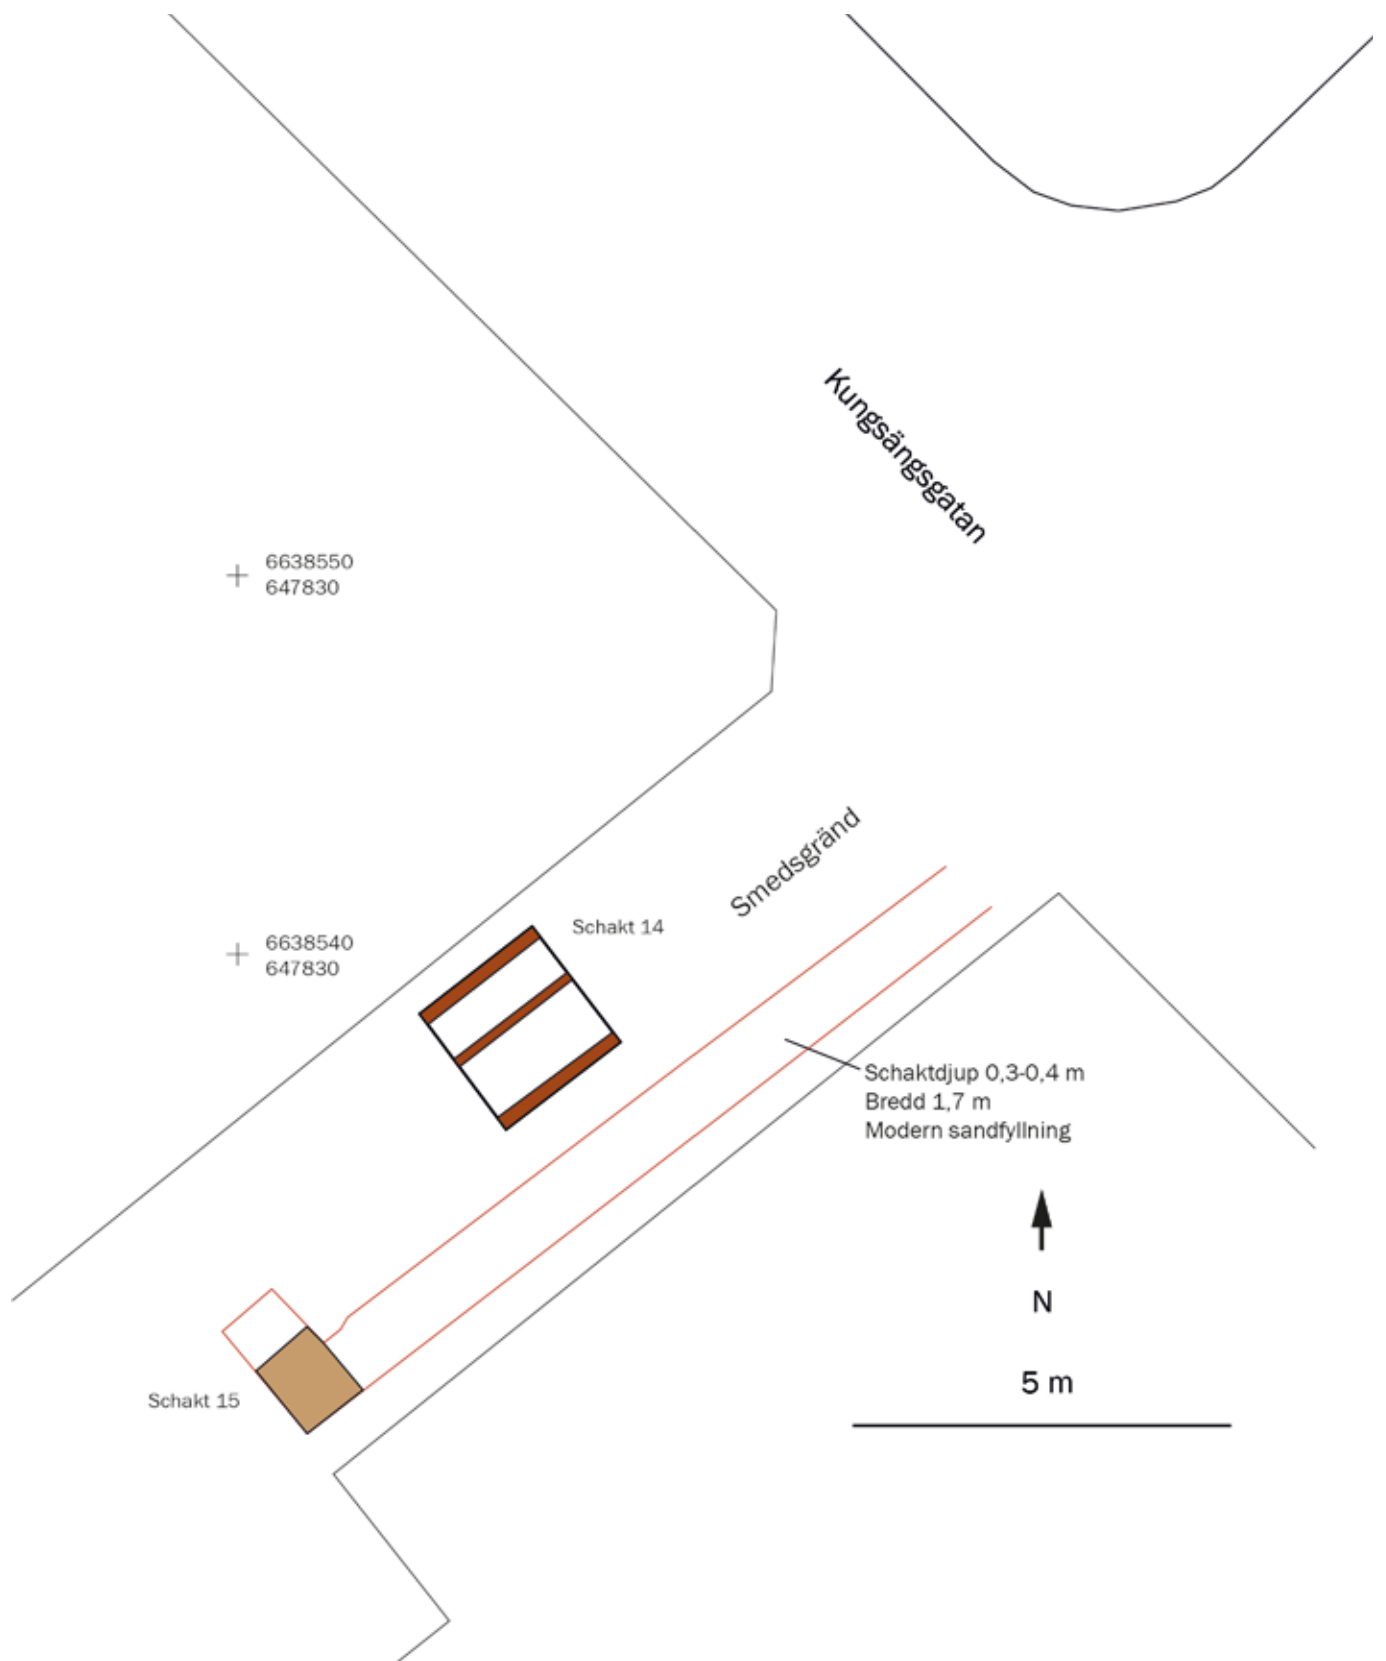 Kungsängsgatan
6638550
647830
Smedsgränd
Schakt 14
6638540
647830
Schaktdjup 0,3-0,4 m
Bredd 1,7 m
Modern sandfyllning
N
5 m
Schakt 15